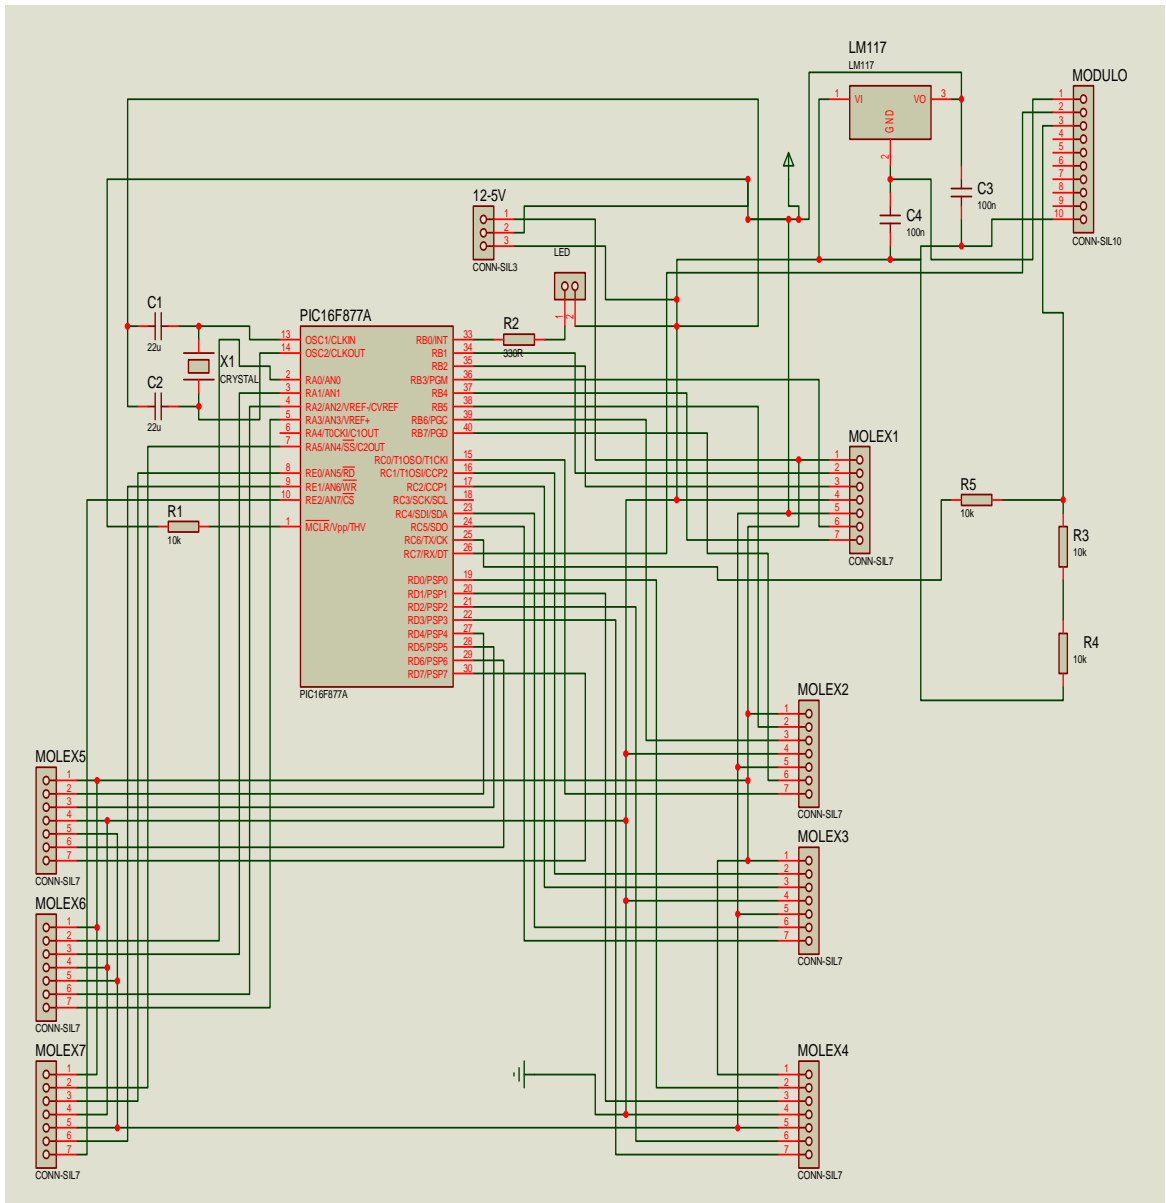 LM117
LM117
1
VI
VO
3
GND
2
MODULO
1
2
3
4
5
6
7
8
9
10
CONN-SIL10
C3
100n
C4
100n
12-5V
1
2
3
CONN-SIL3
LED
1
2
C1
22u
X1
CRYSTAL
C2
22u
R2
330R
PIC16F877A
13 OSC1/CLKIN
14 OSC2/CLKOUT
2 RA0/AN0
3 RA1/AN1
4 RA2/AN2/VREF-/CVREF
5 RA3/AN3/VREF+
6 RA4/T0CKI/C1OUT
7 RA5/AN4/SS/C2OUT
8 RE0/AN5/RD
9 RE1/AN6/WR
10 RE2/AN7/CS
1 MCLR/Vpp/THV
RB0/INT 33
RB1 34
RB2 35
RB3/PGM 36
RB4 37
RB5 38
RB6/PGC 39
RB7/PGD 40
RC0/T1OSO/T1CKI 15
RC1/T1OSI/CCP2 16
RC2/CCP1 17
RC3/SCK/SCL 18
RC4/SDI/SDA 23
RC5/SDO 24
RC6/TX/CK 25
RC7/RX/DT 26
RD0/PSP0 19
RD1/PSP1 20
RD2/PSP2 21
RD3/PSP3 22
RD4/PSP4 27
RD5/PSP5 28
RD6/PSP6 29
RD7/PSP7 30
PIC16F877A
R1
10k
MOLEX1
1
2
3
4
5
6
7
CONN-SIL7
R5
10k
R3
10k
R4
10k
MOLEX2
1
2
3
4
5
6
7
CONN-SIL7
MOLEX5
1
2
3
4
5
6
7
CONN-SIL7
MOLEX3
1
2
3
4
5
6
7
CONN-SIL7
MOLEX6
1
2
3
4
5
6
7
CONN-SIL7
MOLEX7
1
2
3
4
5
6
7
CONN-SIL7
MOLEX4
1
2
3
4
5
6
7
CONN-SIL7